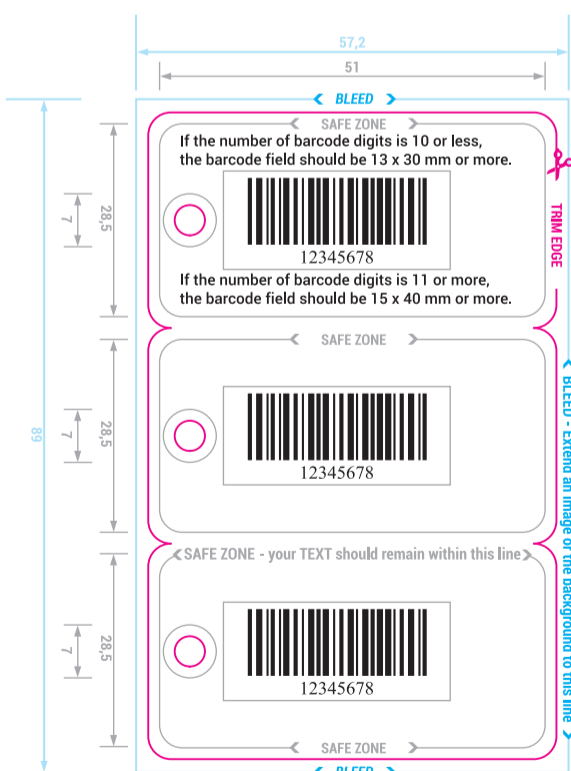 57,2
51
BLEED
SAFE ZONE
If the number of barcode digits is 10 or less,
the barcode field should be 13 x 30 mm or more.
12345678
If the number of barcode digits is 11 or more,
the barcode field should be 15 x 40 mm or more.
TRIM EDGE
28,5
7
SAFE ZONE
12345678
28,5
7
89
BLEED - Extend an image or the background to this line
SAFE ZONE - your TEXT should remain within this line
12345678
28,5
7
SAFE ZONE
BLEED